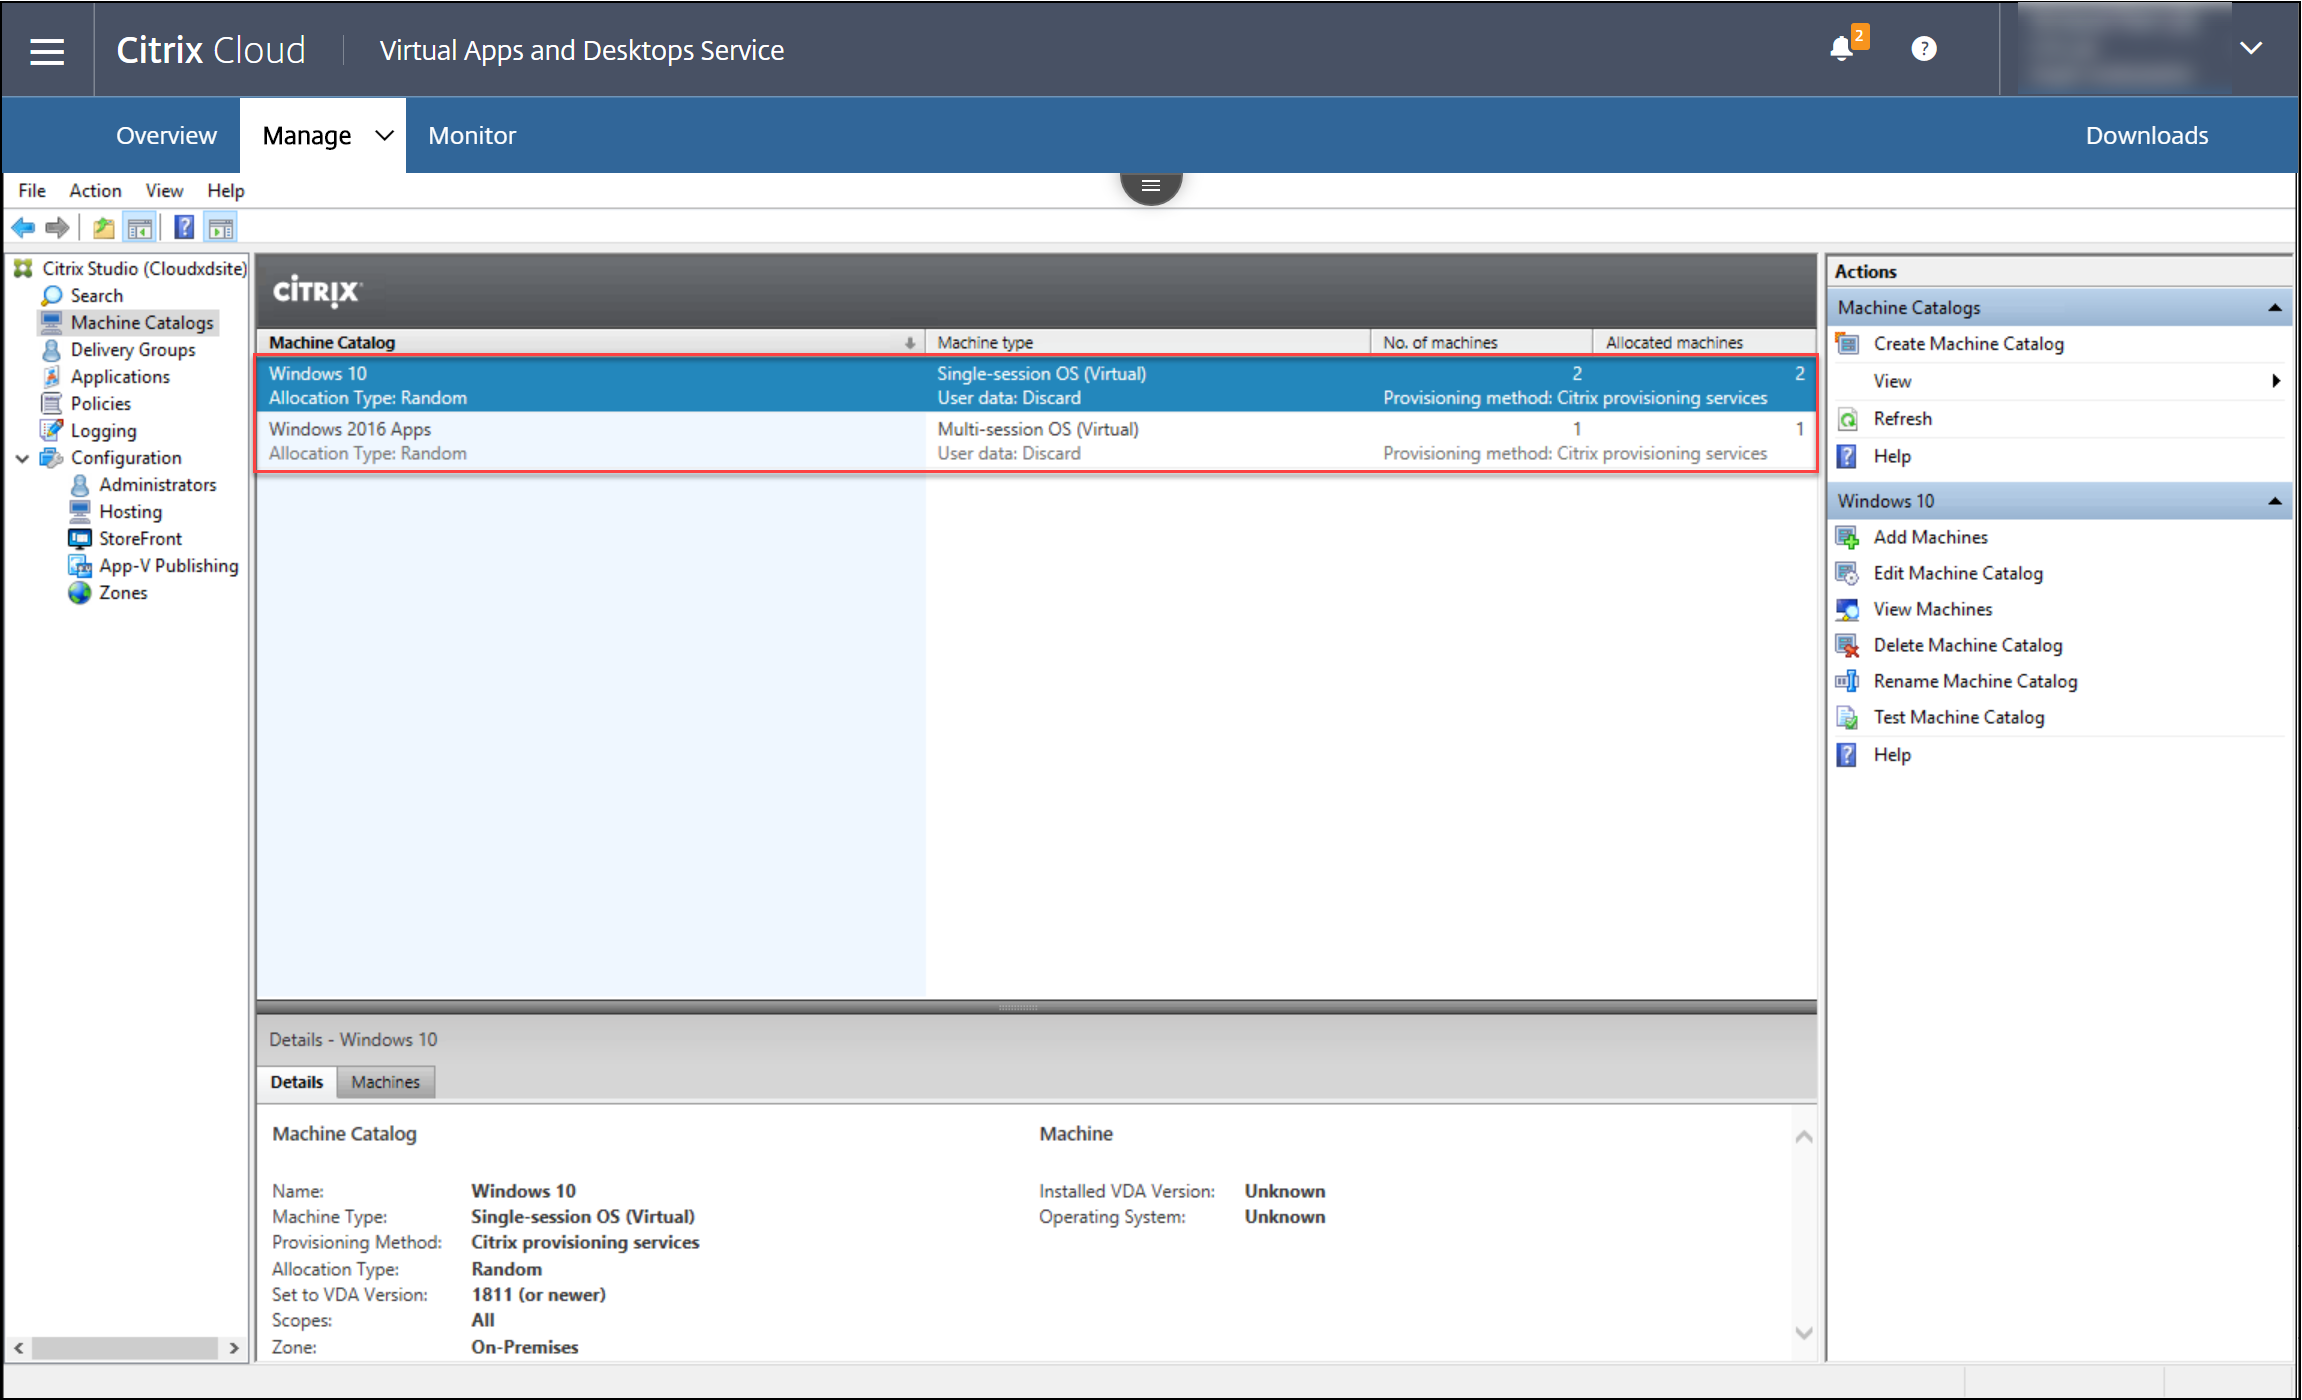 Citrix Cloud
Virtual Apps and Desktops Service
2
?
Overview
Manage
Monitor
Downloads
File Action View Help
Citrix Studio (Cloudxdsite)
Search
Machine Catalogs
Delivery Groups
Applications
Policies
Logging
Configuration
Administrators
Hosting
StoreFront
App-V Publishing
Zones
CITRIX
Machine Catalog Machine type No. of machines Allocated machines
Windows 10 Single-session OS (Virtual) 2 2
Allocation Type: Random User data: Discard Provisioning method: Citrix provisioning services
Windows 2016 Apps Multi-session OS (Virtual) 1 1
Allocation Type: Random User data: Discard Provisioning method: Citrix provisioning services
Details - Windows 10
Details Machines
Machine Catalog
Name: Windows 10
Machine Type: Single-session OS (Virtual)
Provisioning Method: Citrix provisioning services
Allocation Type: Random
Set to VDA Version: 1811 (or newer)
Scopes: All
Zone: On-Premises
Machine
Installed VDA Version: Unknown
Operating System: Unknown
Actions
Machine Catalogs
Create Machine Catalog
View
Refresh
Help
Windows 10
Add Machines
Edit Machine Catalog
View Machines
Delete Machine Catalog
Rename Machine Catalog
Test Machine Catalog
Help